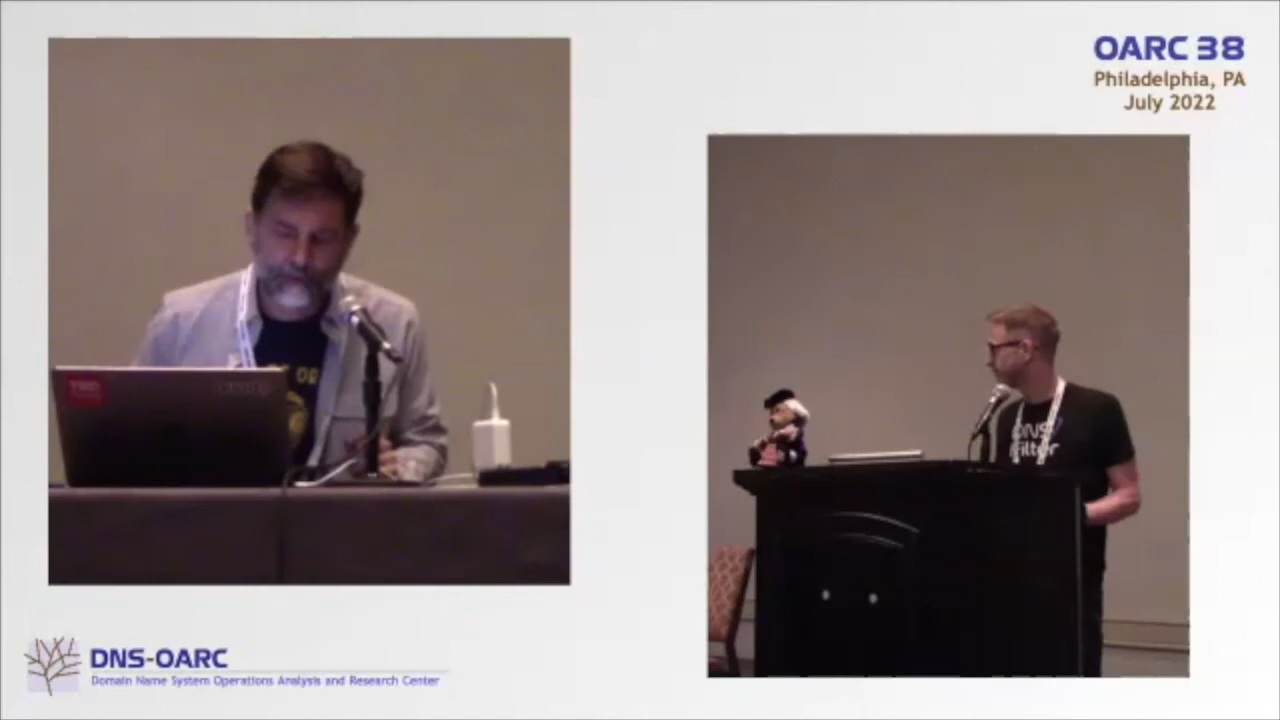 OARC 38
Philadelphia, PA
July 2022
DNS
Filter
DNS-OARC
Domain Name System Operations Analysis and Research Center